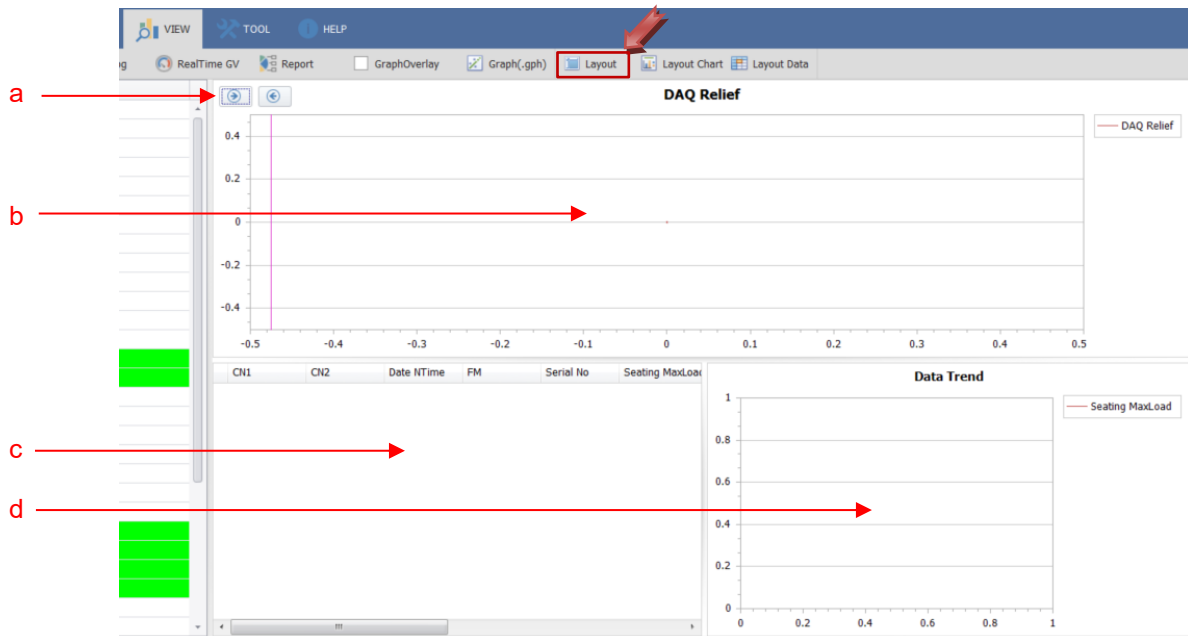 VIEW TOOL HELP
g RealTime GV Report GraphOverlay Graph(.gph) Layout Layout Chart Layout Data
a
DAQ Relief
DAQ Relief
0.4
0.2
b
0
-0.2
-0.4
-0.5 -0.4 -0.3 -0.2 -0.1 0 0.1 0.2 0.3 0.4 0.5
CN1 CN2 Date NTime FM Serial No Seating MaxLoad
Data Trend
Seating MaxLoad
1
0.8
c
0.6
d
0.4
0.2
0
0 0.2 0.4 0.6 0.8 1